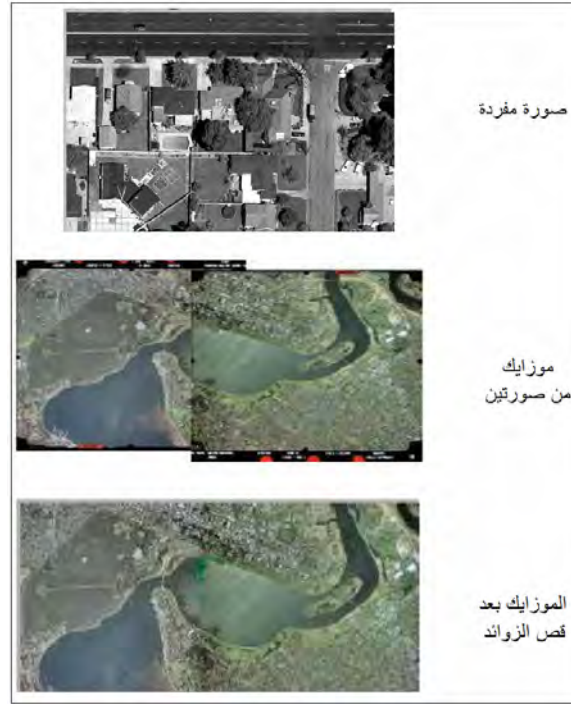 صورة مفردة
موزايك
من صورتين
الموزايك بعد
قص الزوائد